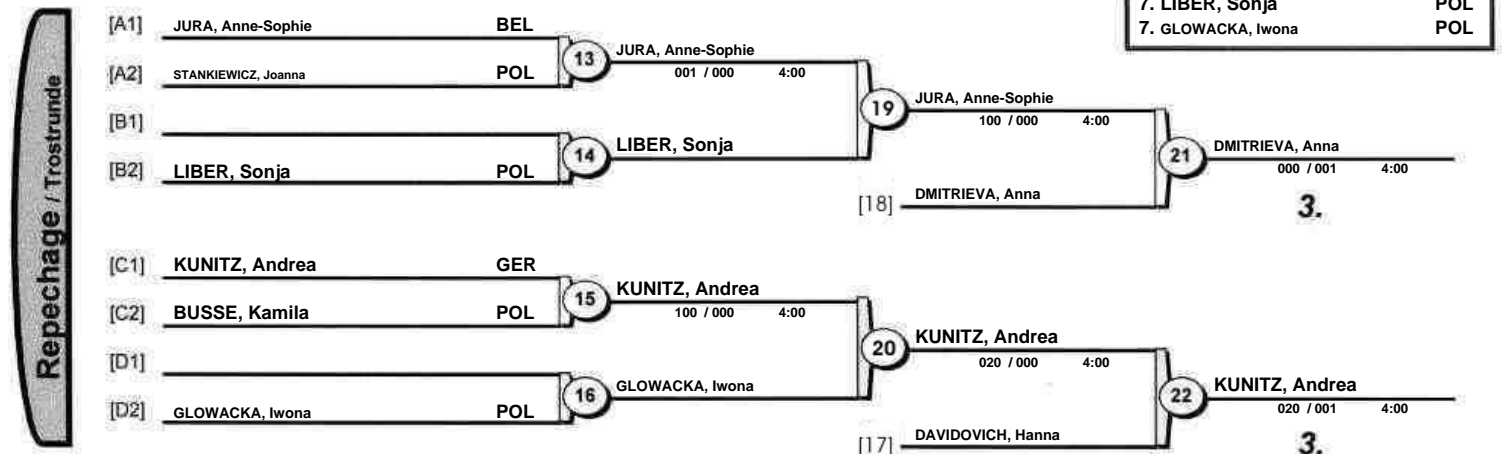 7. LIBER, Sonja POL
7. GLOWACKA, Iwona POL
Repechage / Trostrunde
[A1] JURA, Anne-Sophie BEL
13 JURA, Anne-Sophie
001 / 000 4:00
[A2] STANKIEWICZ, Joanna POL
19 JURA, Anne-Sophie
100 / 000 4:00
[B1]
14 LIBER, Sonja
21 DMITRIEVA, Anna
000 / 001 4:00
[B2] LIBER, Sonja POL
[18] DMITRIEVA, Anna
3.
[C1] KUNITZ, Andrea GER
15 KUNITZ, Andrea
100 / 000 4:00
[C2] BUSSE, Kamila POL
20 KUNITZ, Andrea
020 / 000 4:00
[D1]
16 GLOWACKA, Iwona
22 KUNITZ, Andrea
020 / 001 4:00
[D2] GLOWACKA, Iwona POL
[17] DAVIDOVICH, Hanna
3.